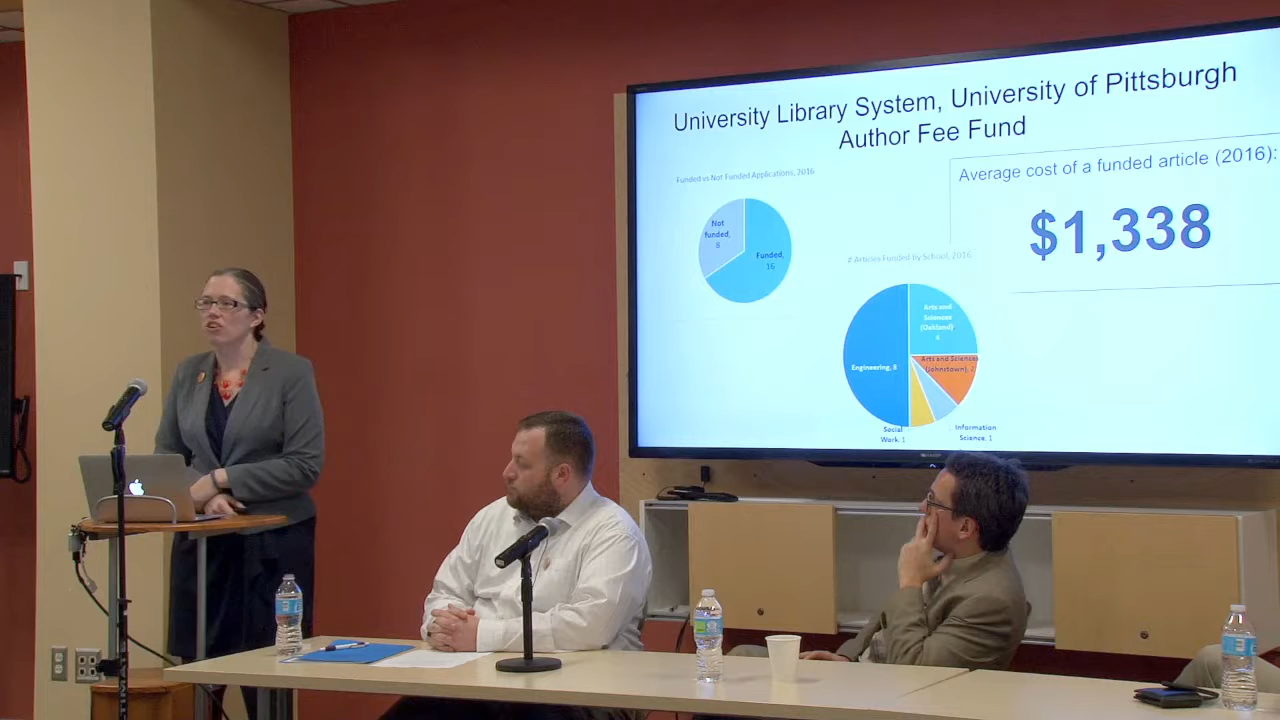 University Library System, University of Pittsburgh
Author Fee Fund
Funded vs Not Funded Applications, 2016
Not
funded,
8
Funded,
16
Average cost of a funded article (2016):
$1,338
# Articles Funded by School, 2016
Arts and
Sciences
(Oakland)
4
Arts and Sciences
(Johnstown), 2
Engineering, 8
Social
Work, 1
Information
Science, 1